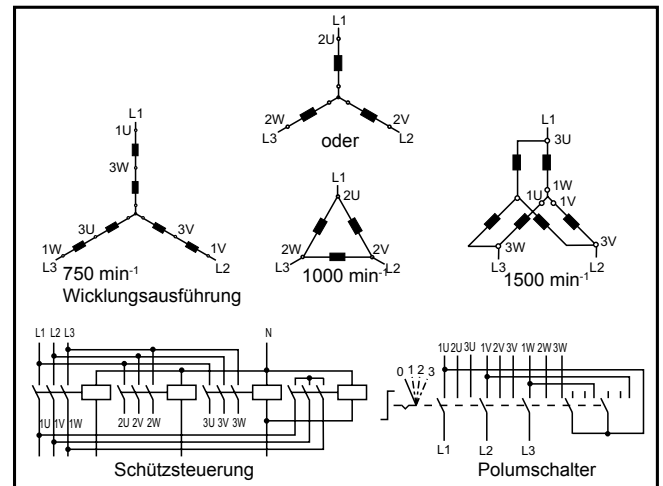 L1
2U
2W
2V
L3
L2
oder
L1
1U
3W
3U
3V
1W
1V
L3
L2
750 min-1
Wicklungsausführung
L1
2U
2W
2V
L3
L2
1000 min-1
L1
3U
1W
1U
1V
3W
3V
L3
L2
1500 min-1
L1 L2 L3
N
1U 1V 1W
2U 2V 2W
3U 3V 3W
Schützsteuerung
1U 2U 3U 1V 2V 3V 1W 2W 3W
0 1 2 3
L1 L2 L3
Polumschalter